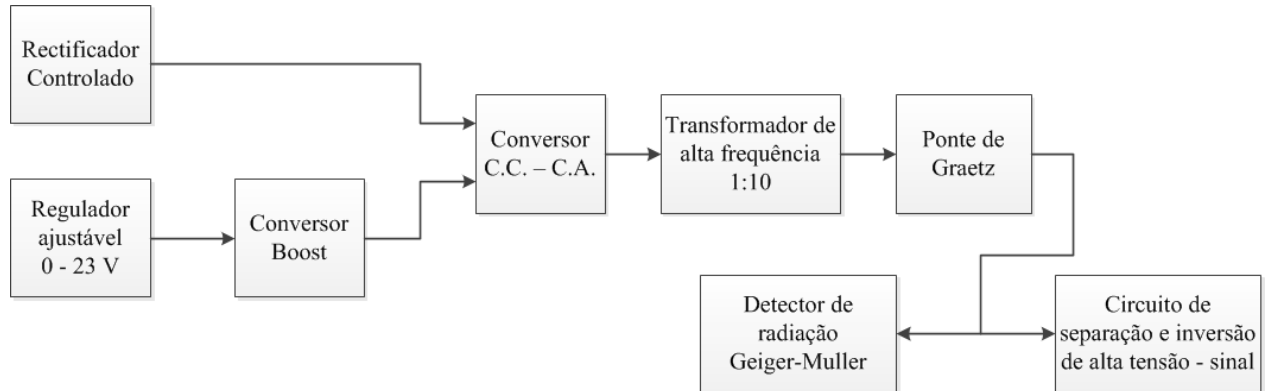 Rectificador
Controlado
Regulador
ajustável
0 - 23 V
Conversor
Boost
Conversor
C.C. – C.A.
Transformador de
alta frequência
1:10
Ponte de
Graetz
Detector de
radiação
Geiger-Muller
Circuito de
separação e inversão
de alta tensão - sinal